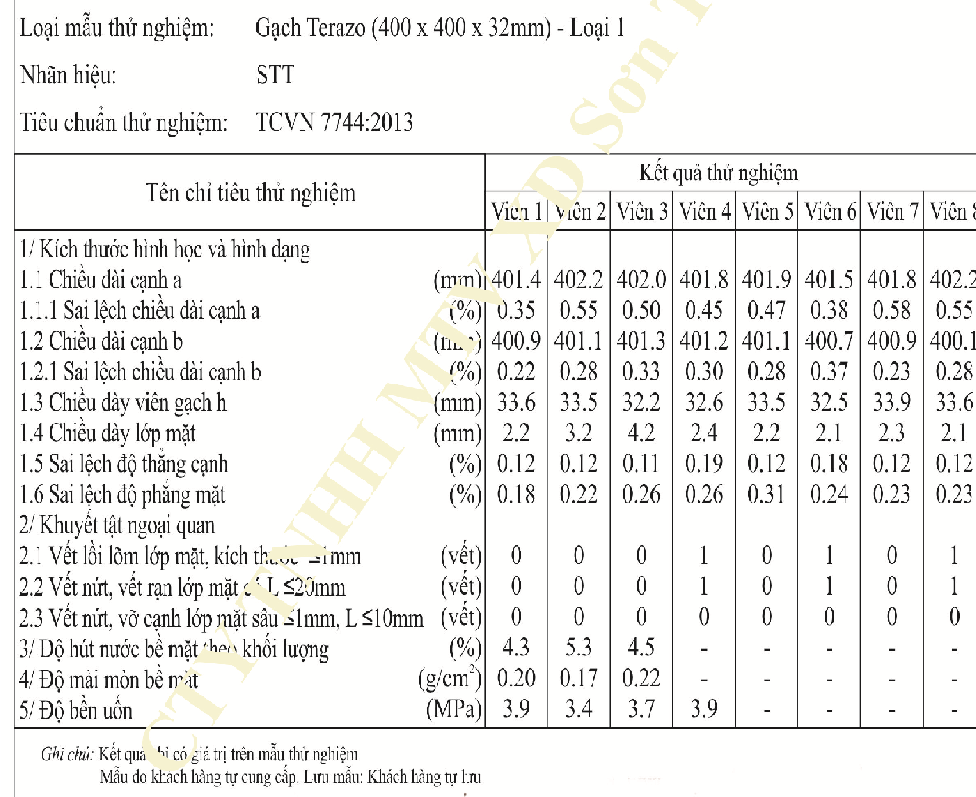 Loại mẫu thử nghiệm: Gạch Terazo (400 x 400 x 32mm) - Loại 1
Nhãn hiệu: STT
Tiêu chuẩn thử nghiệm: TCVN 7744:2013
Tên chỉ tiêu thử nghiệm Kết quả thử nghiệm
Viên 1 Viên 2 Viên 3 Viên 4 Viên 5 Viên 6 Viên 7 Viên 8
1/ Kích thước hình học và hình dạng
1.1 Chiều dài cạnh a (mm) 401.4 402.2 402.0 401.8 401.9 401.5 401.8 402.2
1.1.1 Sai lệch chiều dài cạnh a (%) 0.35 0.55 0.50 0.45 0.47 0.38 0.58 0.55
1.2 Chiều dài cạnh b (mm) 400.9 401.1 401.3 401.2 401.1 400.7 400.9 400.1
1.2.1 Sai lệch chiều dài cạnh b (%) 0.22 0.28 0.33 0.30 0.28 0.37 0.23 0.28
1.3 Chiều dày viên gạch h (mm) 33.6 33.5 32.2 32.6 33.5 32.5 33.9 33.6
1.4 Chiều dày lớp mặt (mm) 2.2 3.2 4.2 2.4 2.2 2.1 2.3 2.1
1.5 Sai lệch độ thẳng cạnh (%) 0.12 0.12 0.11 0.19 0.12 0.18 0.12 0.12
1.6 Sai lệch độ phẳng mặt (%) 0.18 0.22 0.26 0.26 0.31 0.24 0.23 0.23
2/ Khuyết tật ngoại quan
2.1 Vết lồi lõm lớp mặt, kích thước ≤1mm (vết) 0 0 0 1 0 1 0 1
2.2 Vết nứt, vết rạn lớp mặt có L ≤20mm (vết) 0 0 0 1 0 1 0 1
2.3 Vết nứt, vỡ cạnh lớp mặt sâu ≤1mm, L ≤10mm (vết) 0 0 0 0 0 0 0 0
3/ Độ hút nước bề mặt theo khối lượng (%) 4.3 5.3 4.5 - - - - -
4/ Độ mài mòn bề mặt (g/cm²) 0.20 0.17 0.22 - - - - -
5/ Độ bền uốn (MPa) 3.9 3.4 3.7 3.9 - - - -
Ghi chú: Kết quả chỉ có giá trị trên mẫu thử nghiệm
Mẫu do khách hàng tự cung cấp. Lưu mẫu: Khách hàng tự lưu
CTY TNHH MTV XD Sơn